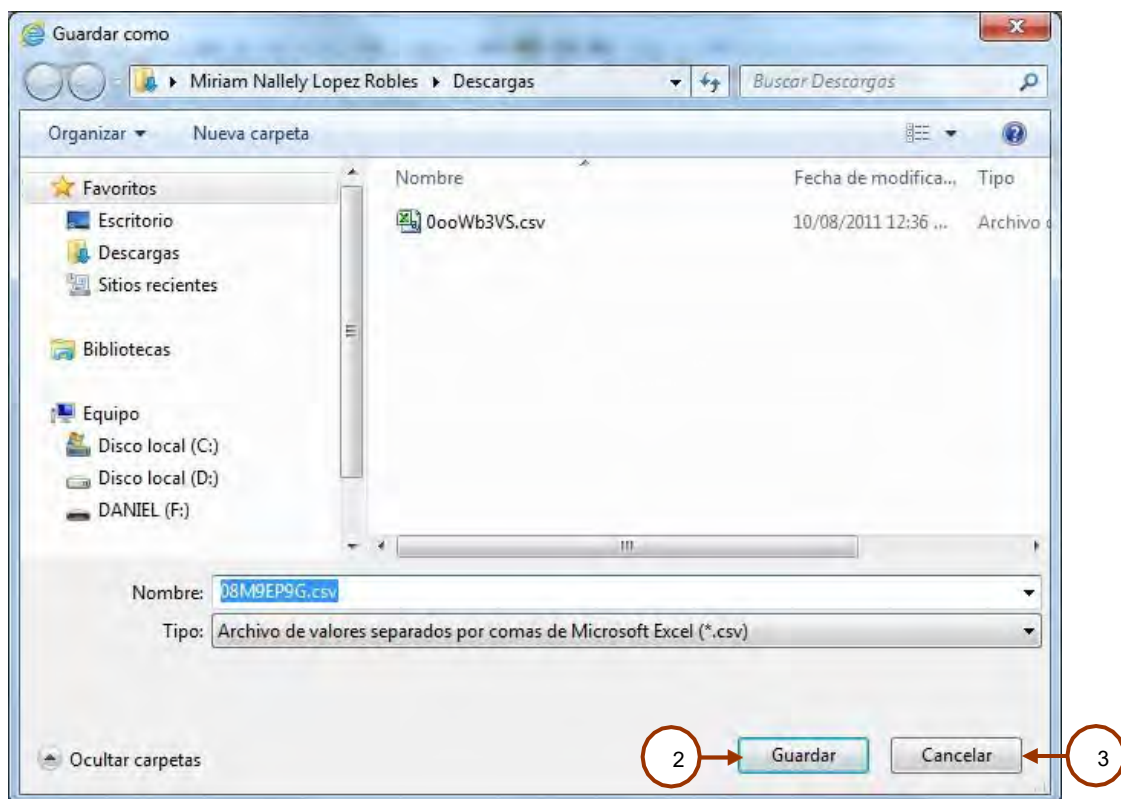 Guardar como
Miriam Nallely Lopez Robles Descargas Buscar Descargas
Organizar Nueva carpeta
Favoritos
Escritorio
Descargas
Sitios recientes
Bibliotecas
Equipo
Disco local (C:)
Disco local (D:)
DANIEL (F:)
Nombre Fecha de modifica... Tipo
0ooWb3VS.csv 10/08/2011 12:36 ... Archivo d
Nombre: 08M9EP9G.csv
Tipo: Archivo de valores separados por comas de Microsoft Excel (*.csv)
Ocultar carpetas 2 Guardar Cancelar 3